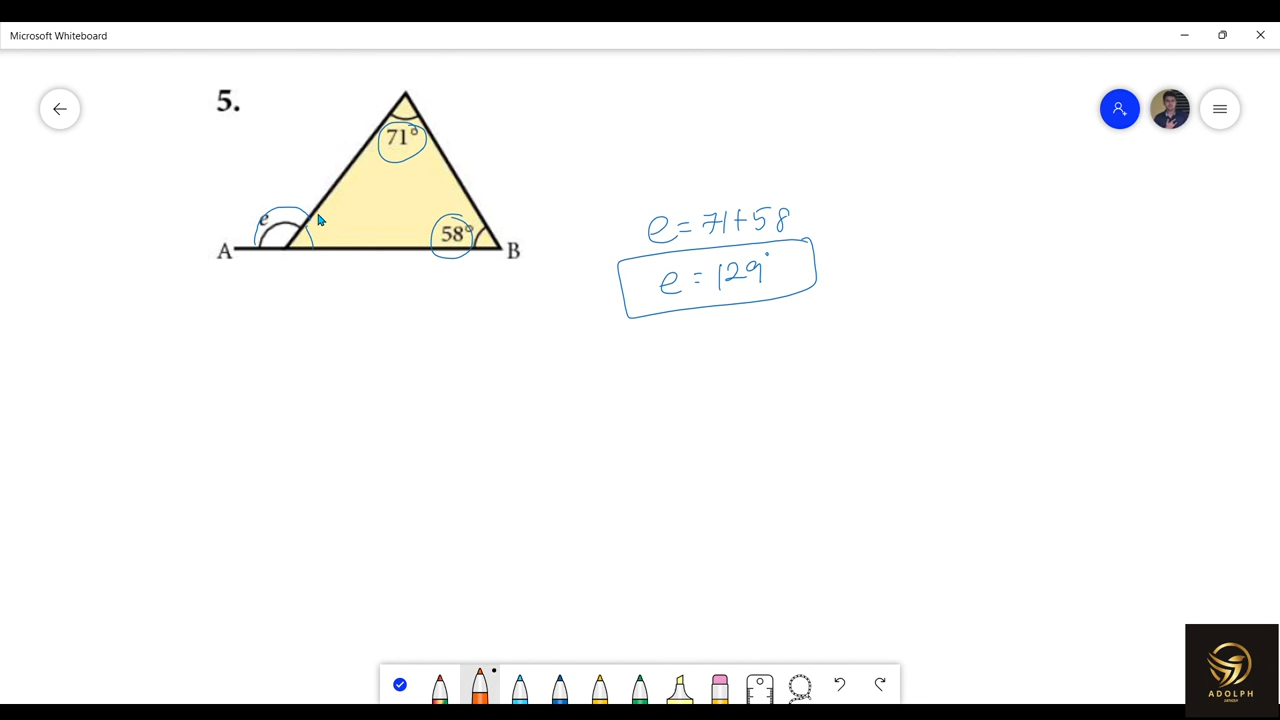 Microsoft Whiteboard
5.
71°
e
58°
A
B
e = 71 + 58
e = 129°
ADOLPH